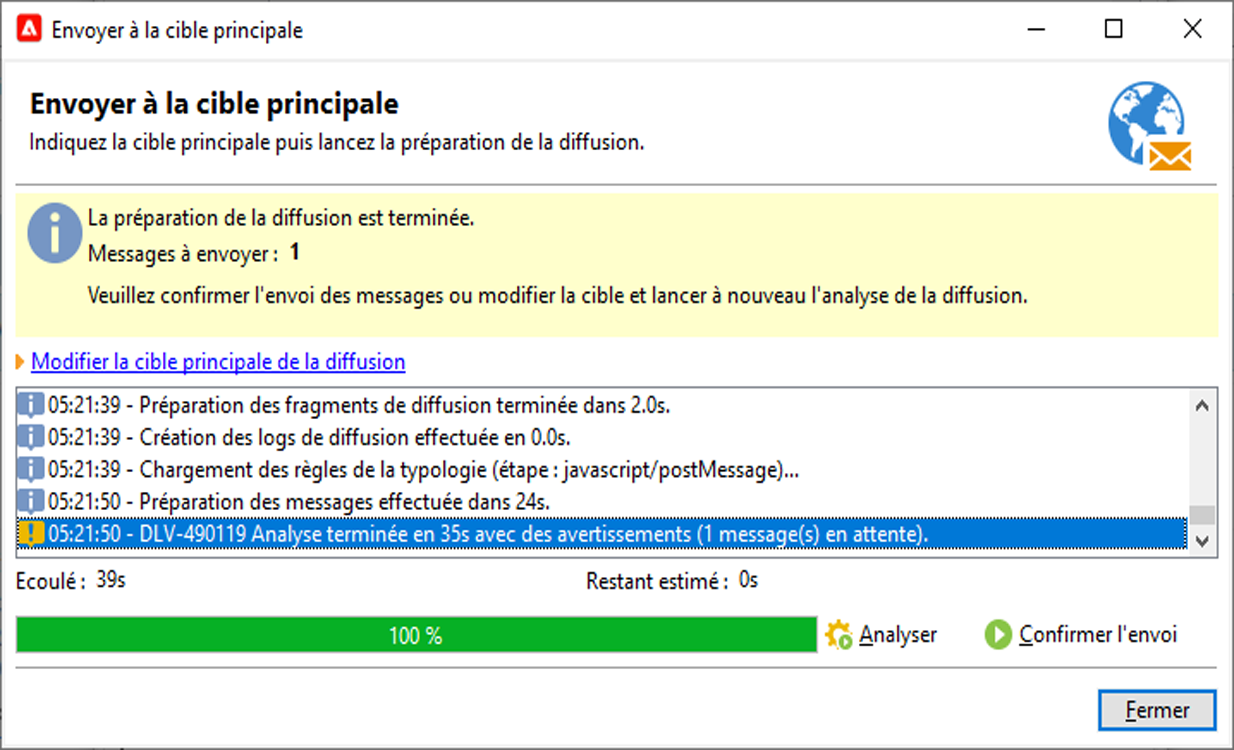 Envoyer à la cible principale
Envoyer à la cible principale
Indiquez la cible principale puis lancez la préparation de la diffusion.
La préparation de la diffusion est terminée.
Messages à envoyer : 1
Veuillez confirmer l'envoi des messages ou modifier la cible et lancer à nouveau l'analyse de la diffusion.
Modifier la cible principale de la diffusion
05:21:39 - Préparation des fragments de diffusion terminée dans 2.0s.
05:21:39 - Création des logs de diffusion effectuée en 0.0s.
05:21:39 - Chargement des règles de la typologie (étape : javascript/postMessage)...
05:21:50 - Préparation des messages effectuée dans 24s.
05:21:50 - DLV-490119 Analyse terminée en 35s avec des avertissements (1 message(s) en attente).
Ecoulé : 39s Restant estimé : 0s
100 % Analyser Confirmer l'envoi
Fermer